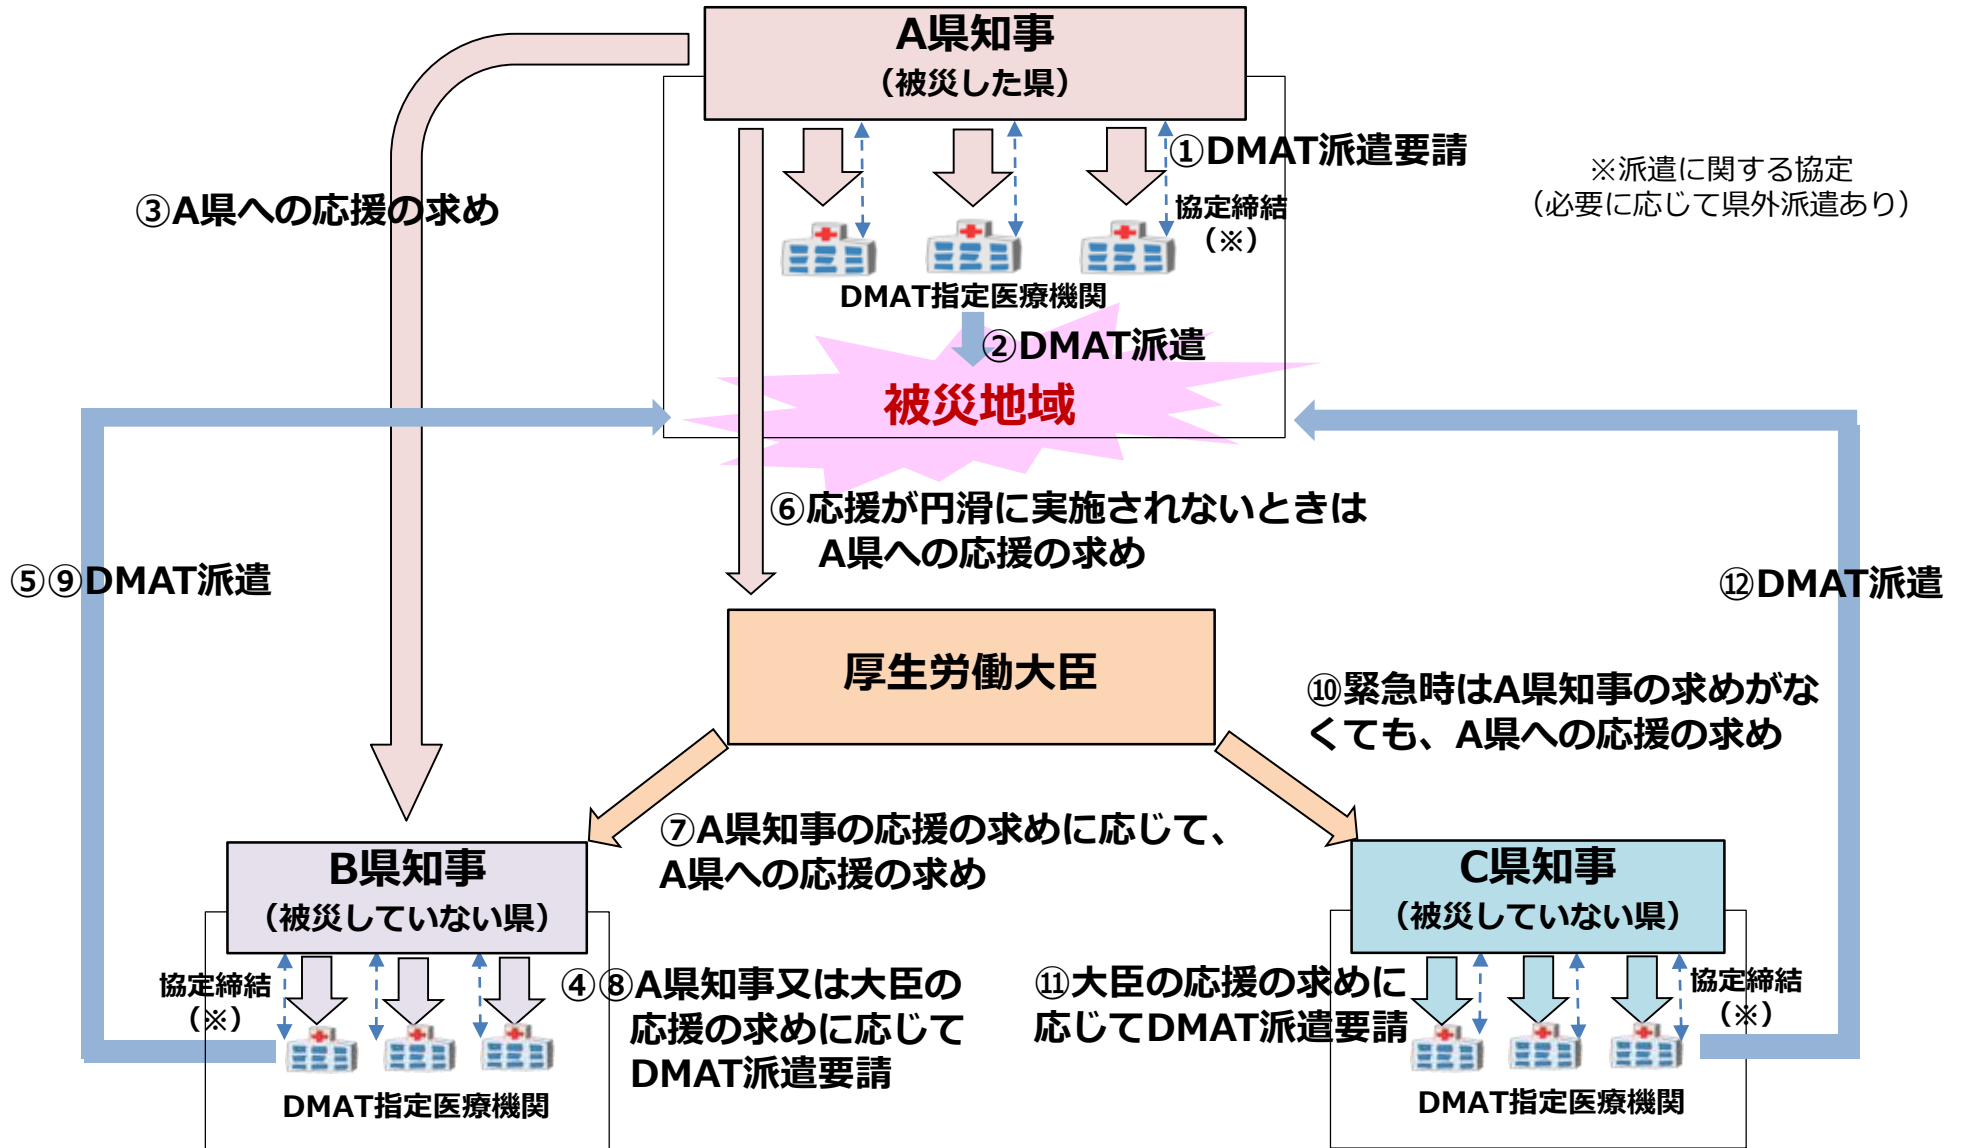 A県知事
（被災した県）
①DMAT派遣要請
※派遣に関する協定
（必要に応じて県外派遣あり）
③A県への応援の求め
協定締結
（※）
DMAT指定医療機関
②DMAT派遣
被災地域
⑥応援が円滑に実施されないときは
A県への応援の求め
⑤⑨DMAT派遣
⑫DMAT派遣
厚生労働大臣
⑩緊急時はA県知事の求めがな
くても、A県への応援の求め
⑦A県知事の応援の求めに応じて、
A県への応援の求め
B県知事
（被災していない県）
C県知事
（被災していない県）
協定締結
（※）
④⑧A県知事又は大臣の
応援の求めに応じて
DMAT派遣要請
⑪大臣の応援の求めに
応じてDMAT派遣要請
協定締結
（※）
DMAT指定医療機関
DMAT指定医療機関